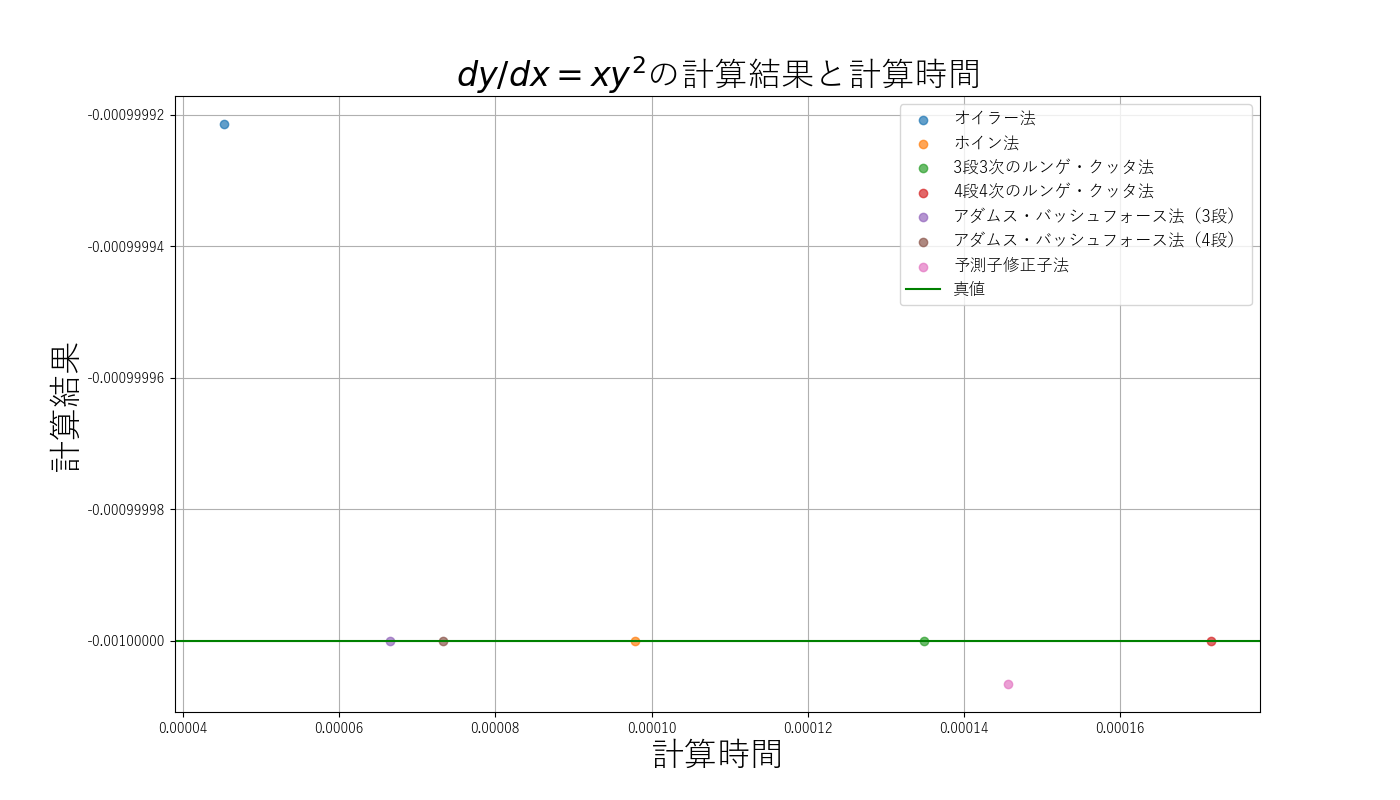 dy/dx = xy²の計算結果と計算時間
-0.00099992
-0.00099994
-0.00099996
-0.00099998
-0.00100000
計算結果
オイラー法
ホイン法
3段3次のルンゲ・クッタ法
4段4次のルンゲ・クッタ法
アダムス・バッシュフォース法（3段）
アダムス・バッシュフォース法（4段）
予測子修正子法
真値
0.00004 0.00006 0.00008 0.00010 0.00012 0.00014 0.00016
計算時間